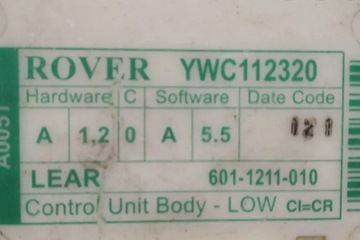 ROVER YWC112320
Hardware C Software Date Code
A 1.2 0 A 5.5 121
LEAR 601-1211-010
Control Unit Body - LOW CI=CR
A0051